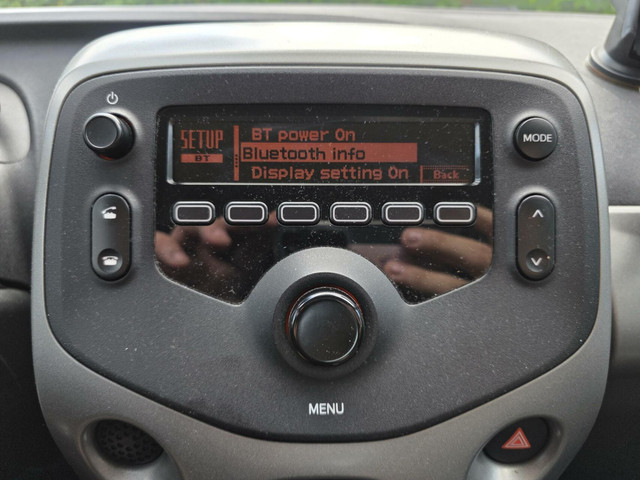 SETUP
BT
BT power On
Bluetooth info
Display setting On
Back
MODE
MENU